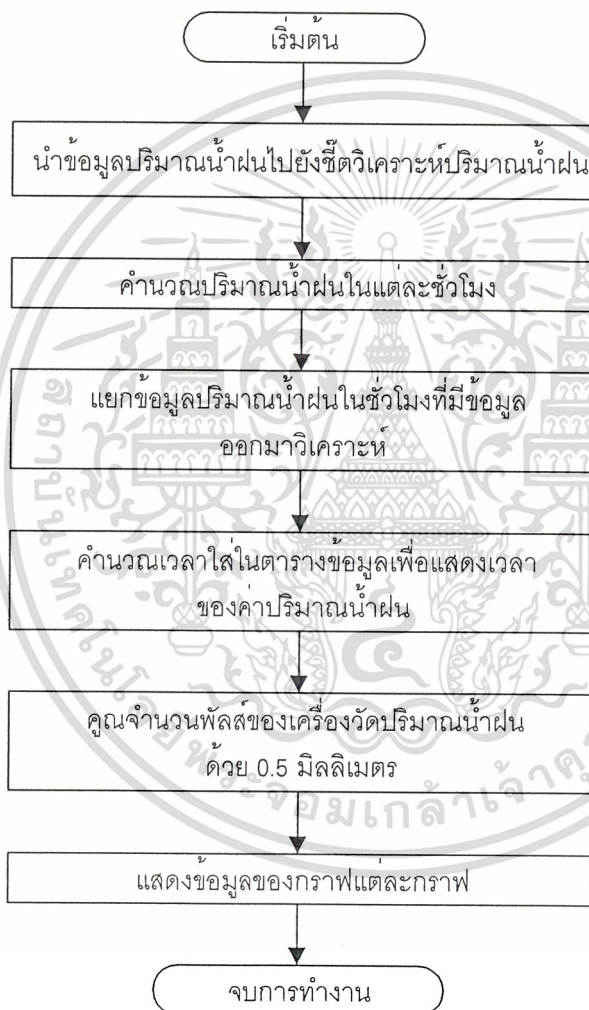 เริ่มต้น
นำข้อมูลปริมาณน้ำฝนไปยังชี๊ตวิเคราะห์ปริมาณน้ำฝน
คำนวณปริมาณน้ำฝนในแต่ละชั่วโมง
แยกข้อมูลปริมาณน้ำฝนในชั่วโมงที่มีข้อมูล
ออกมาวิเคราะห์
คำนวณเวลาใส่ในตารางข้อมูลเพื่อแสดงเวลา
ของค่าปริมาณน้ำฝน
คูณจำนวนพัลส์ของเครื่องวัดปริมาณน้ำฝน
ด้วย 0.5 มิลลิเมตร
แสดงข้อมูลของกราฟแต่ละกราฟ
จบการทำงาน